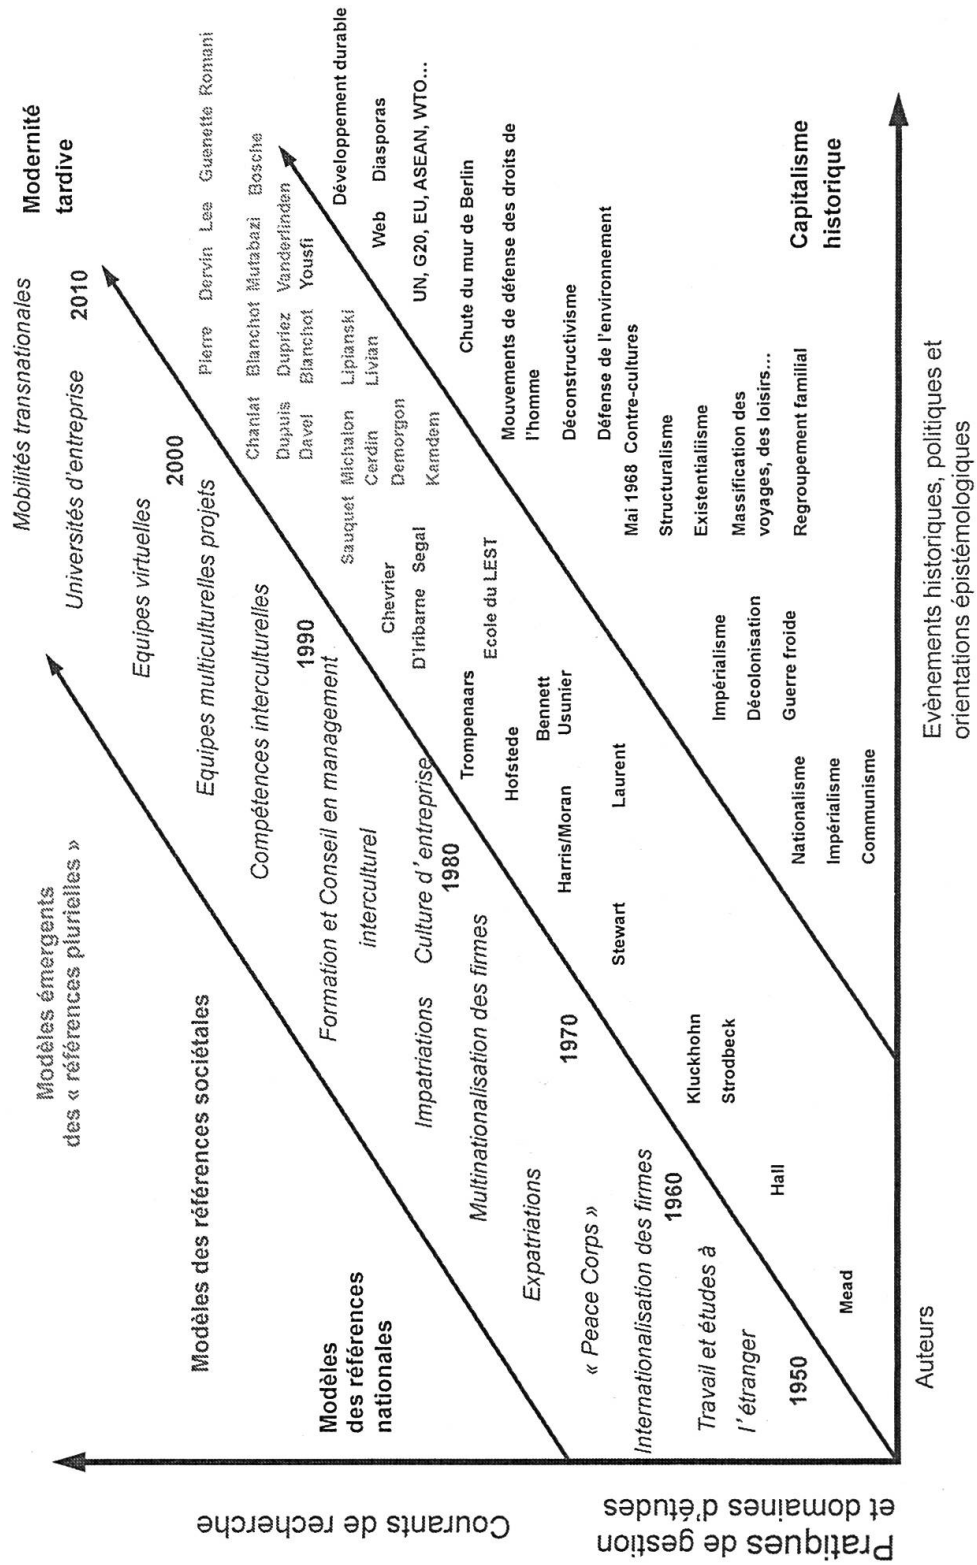 Courants de recherche
Pratiques de gestion
et domaines d'études
Modèles émergents
des « références plurielles »
Modèles des références sociétales
Modèles
des références
nationales
Modernité
tardive
Mobilités transnationales
Universités d'entreprise
Equipes virtuelles
Equipes multiculturelles projets
Compétences interculturelles
Formation et Conseil en management
interculturel
Impatriations
Culture d'entreprise
Multinationalisation des firmes
Expatriations
« Peace Corps »
Internationalisation des firmes
Travail et études à
l'étranger
2010
2000
1990
1980
1970
1960
1950
Pierre Dervin Lee Guenette Romani
Chanlat Blanchot Mutabazi Bosche
Dupuis Dupriez Vanderlinden
Davel Blanchot Yousfi
Sauquet Michalon Lipianski
Cerdin Livian
Demorgon
Kamdem
Chevrier
D'Iribarne Segal
Ecole du LEST
Trompenaars
Hofstede
Bennett
Usunier
Harris/Moran
Laurent
Stewart
Kluckhohn
Strodbeck
Hall
Mead
Développement durable
Web Diasporas
UN, G20, EU, ASEAN, WTO...
Chute du mur de Berlin
Mouvements de défense des droits de
l'homme
Déconstructivisme
Défense de l'environnement
Mai 1968 Contre-cultures
Structuralisme
Existentialisme
Massification des
voyages, des loisirs...
Regroupement familial
Impérialisme
Décolonisation
Guerre froide
Nationalisme
Impérialisme
Communisme
Capitalisme
historique
Auteurs
Evènements historiques, politiques et
orientations épistémologiques